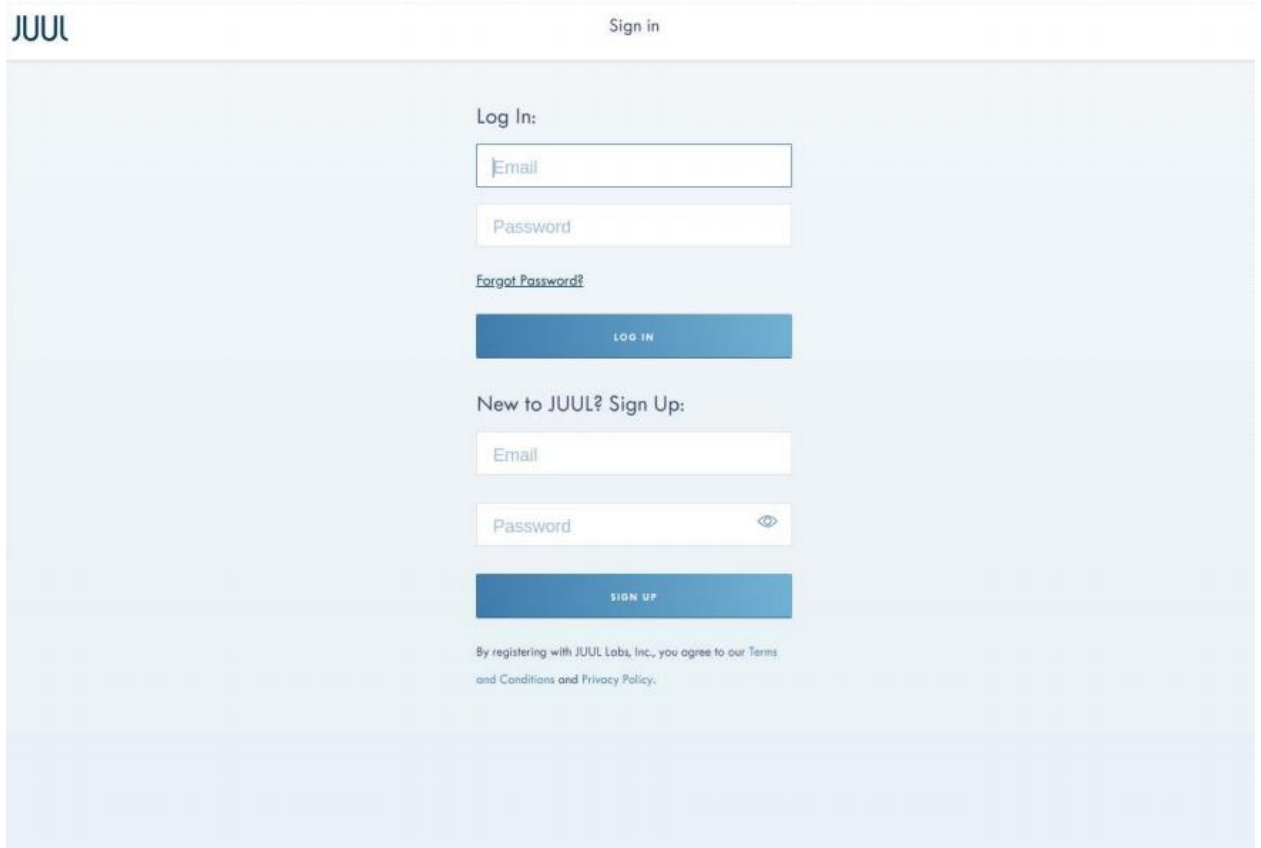 JUUL
Sign in
Log In:
Email
Password
Forgot Password?
LOG IN
New to JUUL? Sign Up:
Email
Password
SIGN UP
By registering with JUUL Labs, Inc., you agree to our Terms
and Conditions and Privacy Policy.